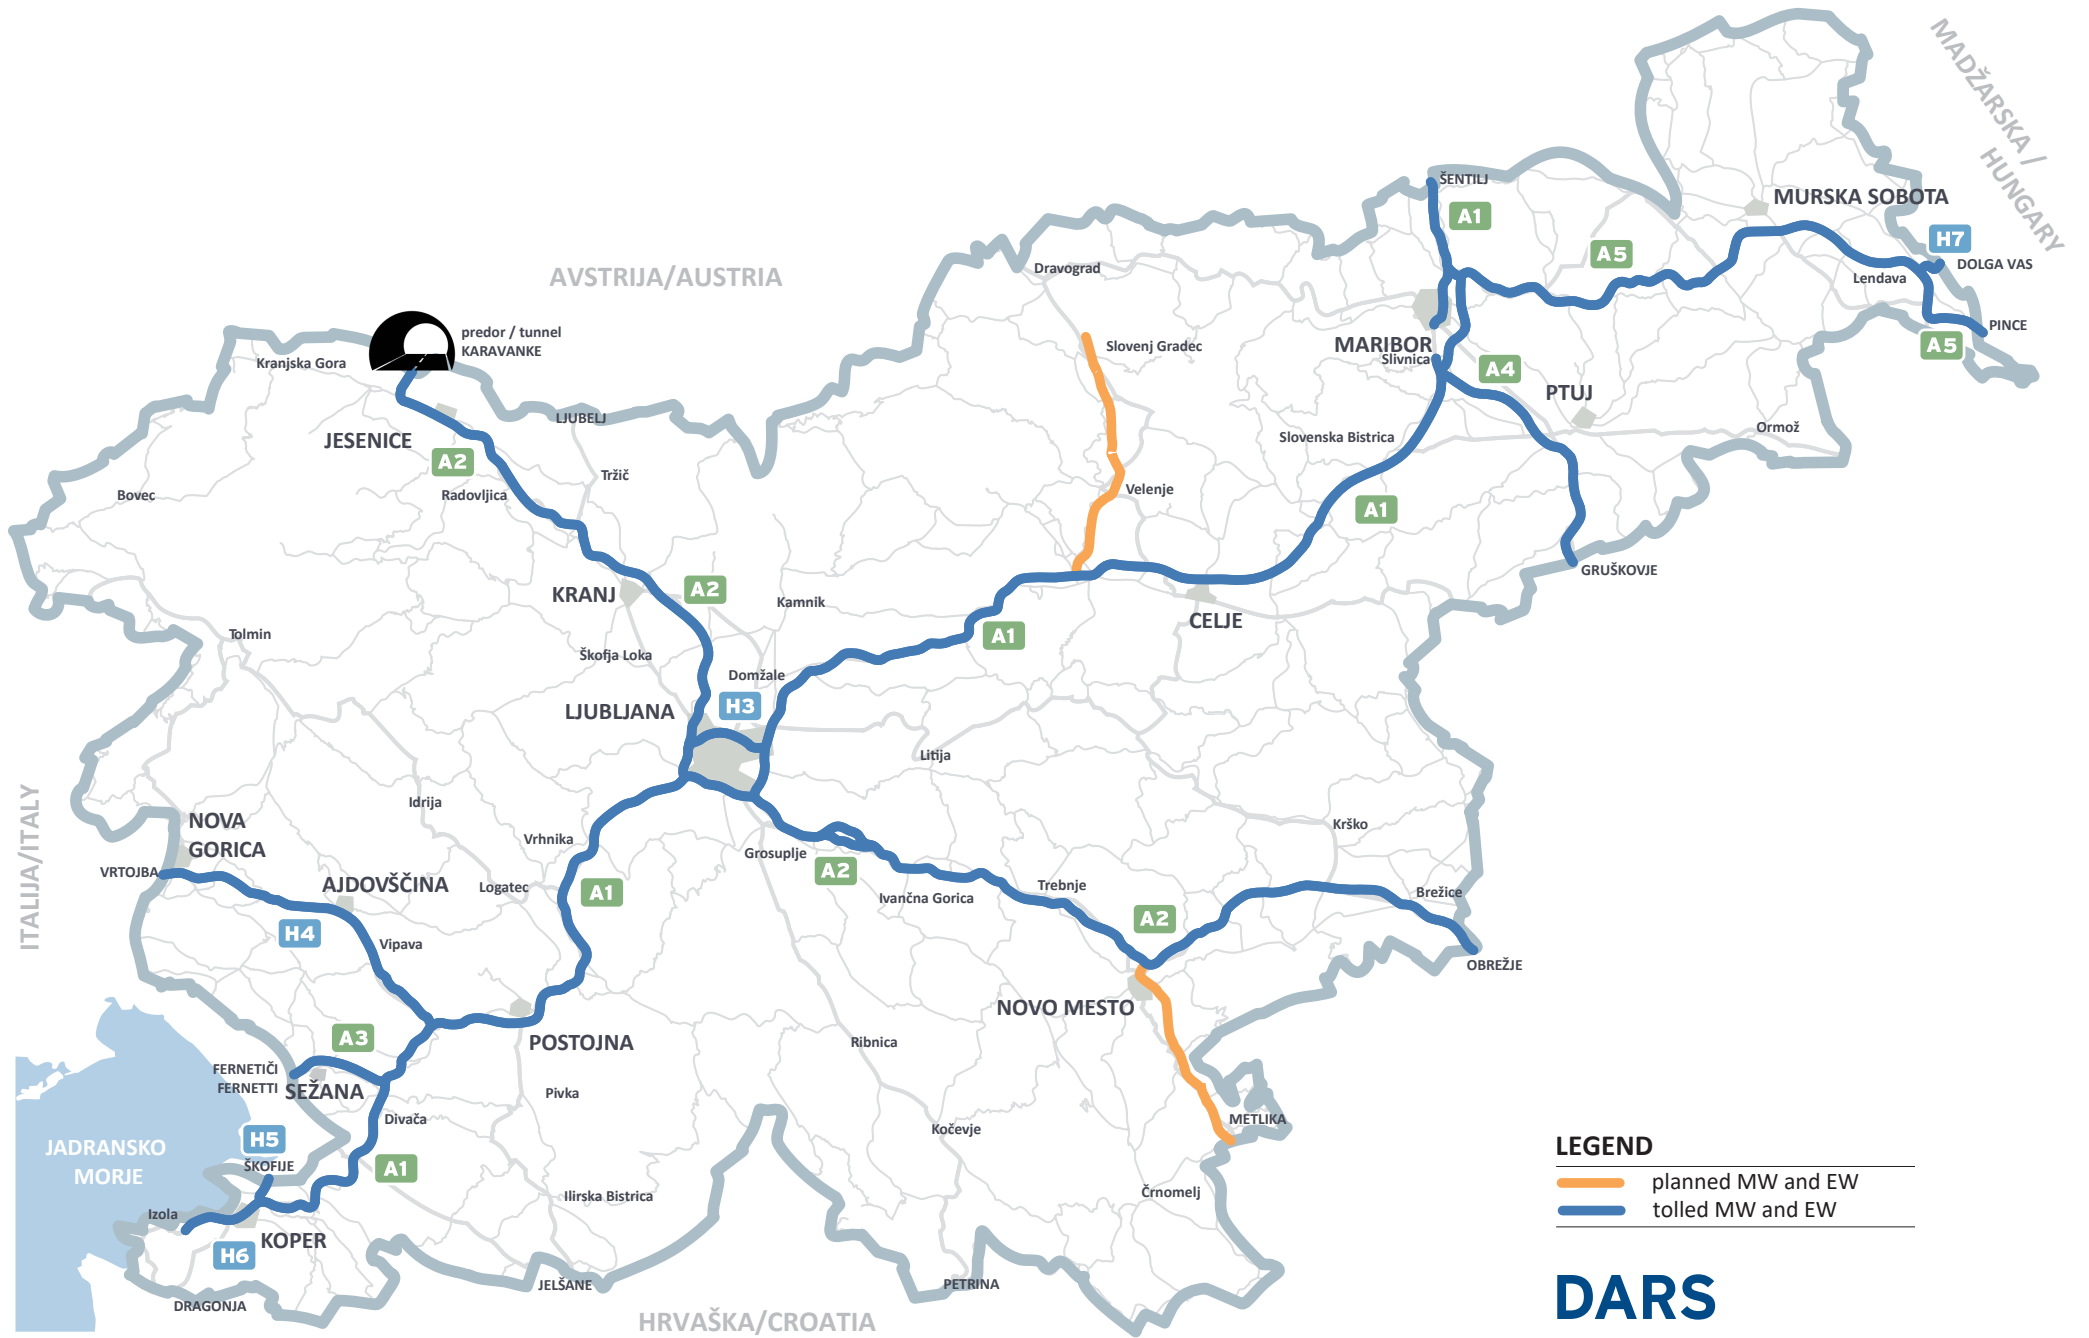 MADŽARSKA /
HUNGARY
ŠENTILJ
A1
MURSKA SOBOTA
H7
DOLGA VAS
A5
Lendava
PINCE
A5
Dravograd
AVSTRIJA/AUSTRIA
predor / tunnel
KARAVANKE
Kranjska Gora
Slovenj Gradec
MARIBOR
Slivnica
A4
PTUJ
LJUBELJ
JESENICE
A2
Slovenska Bistrica
Ormož
Tržič
Radovljica
Bovec
Velenje
A1
GRUŠKOVJE
KRANJ
A2
Kamnik
CELJE
A1
Tolmin
Škofja Loka
Domžale
H3
LJUBLJANA
Litija
ITALIJA/ITALY
Idrija
NOVA
GORICA
Vrhnika
Krško
Grosuplje
VRTOJBA
A2
AJDOVŠČINA
Logatec
A1
Ivančna Gorica
Trebnje
Brežice
A2
H4
Vipava
OBREŽJE
NOVO MESTO
A3
POSTOJNA
Ribnica
FERNETIČI
FERNETTI
SEŽANA
Pivka
Divača
METLIKA
Kočevje
H5
JADRANSKO
MORJE
ŠKOFIJE
A1
Ilirska Bistrica
Črnomelj
Izola
H6
KOPER
JELŠANE
PETRINA
DRAGONJA
HRVAŠKA/CROATIA
LEGEND
planned MW and EW
tolled MW and EW
DARS